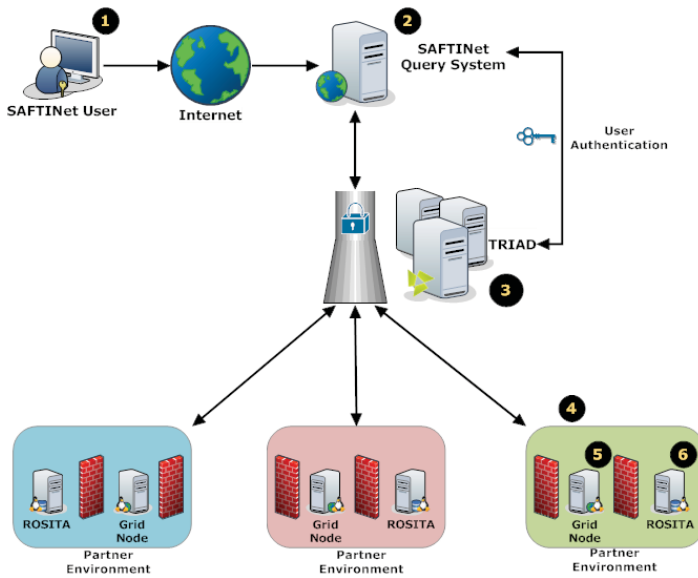 1
2
SAFTINet User
Internet
SAFTINet
Query System
User
Authentication
TRIAD
3
4
5
6
ROSITA
Grid
Node
Partner
Environment
Grid
Node
ROSITA
Partner
Environment
Grid
Node
ROSITA
Partner
Environment